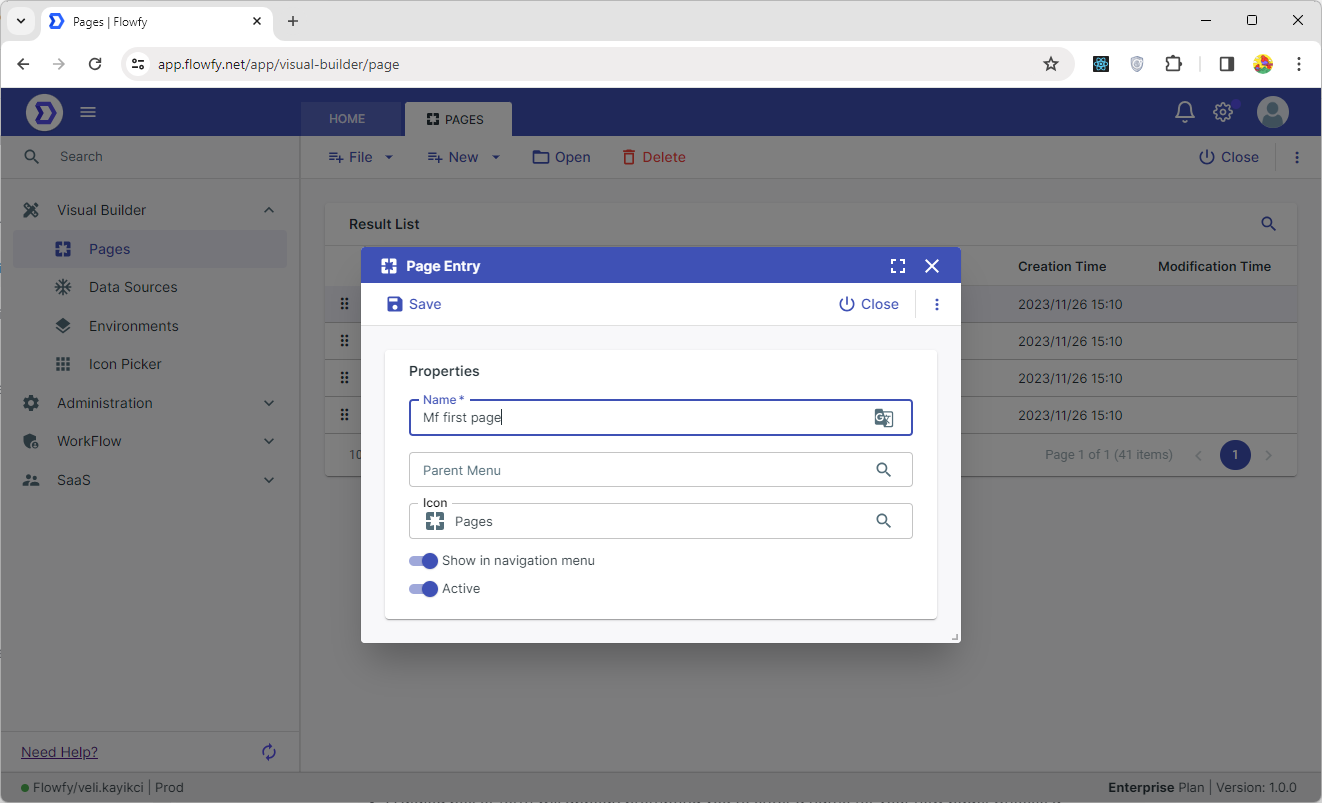 Pages | Flowfy
app.flowfy.net/app/visual-builder/page
HOME
PAGES
Search
File
New
Open
Delete
Close
Visual Builder
Pages
Data Sources
Environments
Icon Picker
Administration
WorkFlow
SaaS
Result List
Creation Time
Modification Time
2023/11/26 15:10
2023/11/26 15:10
2023/11/26 15:10
2023/11/26 15:10
Page 1 of 1 (41 items)
1
Page Entry
Save
Close
Properties
Name *
Mf first page
Parent Menu
Icon
Pages
Show in navigation menu
Active
Need Help?
Flowfy/veli.kayikci | Prod
Enterprise Plan | Version: 1.0.0